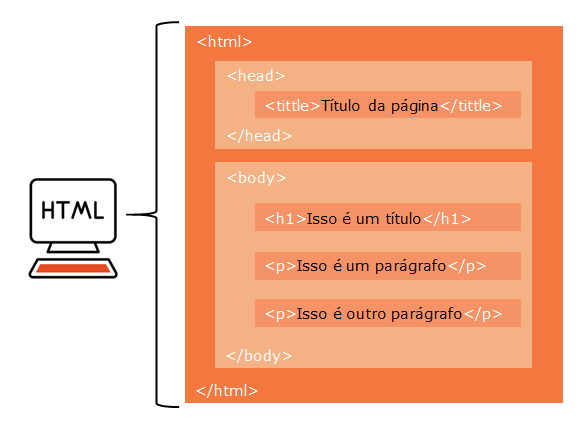 HTML
<html>
<head>
<tittle>Título da página</tittle>
</head>
<body>
<h1>Isso é um título</h1>
<p>Isso é um parágrafo</p>
<p>Isso é outro parágrafo</p>
</body>
</html>